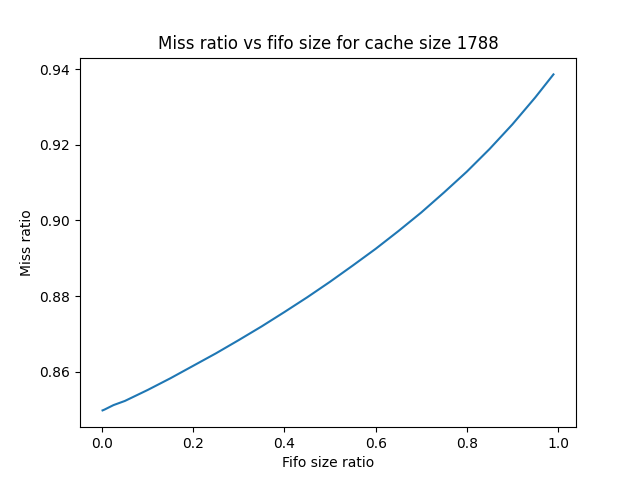 Miss ratio vs fifo size for cache size 1788
0.94
0.92
0.90
0.88
0.86
Miss ratio
0.0 0.2 0.4 0.6 0.8 1.0
Fifo size ratio